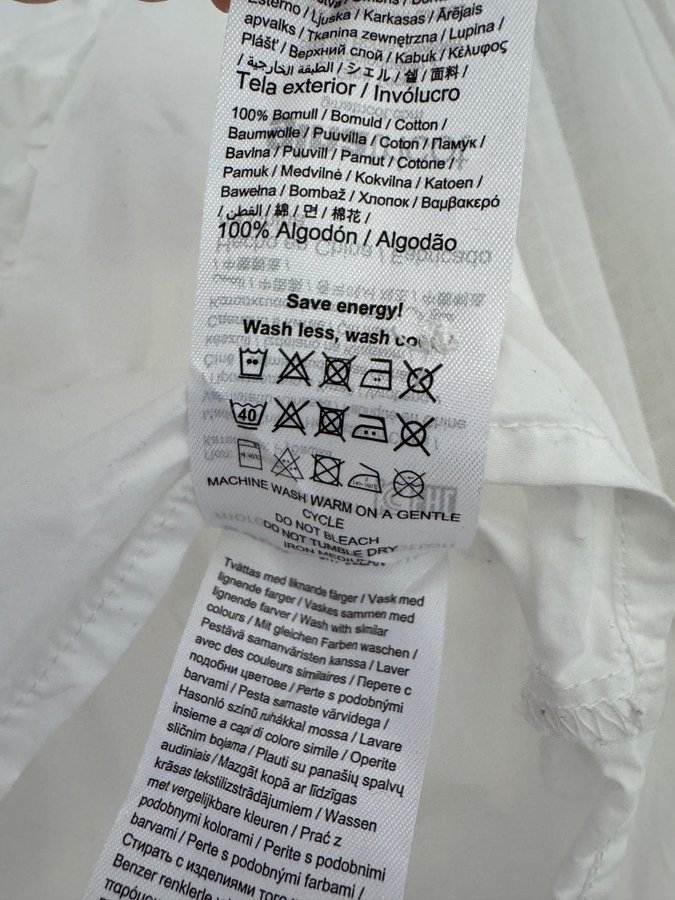 Esterno / Ljuska / Karkasas / Ārējais
apvalks / Tkanina zewnętrzna / Lupina /
Plášť / Верхний слой / Kabuk / Κέλυφος
/ الطبقة الخارجية / シェル / 쉘 / 面料 /
Tela exterior / Invólucro
100% Bomull / Bomuld / Cotton /
Baumwolle / Puuvilla / Coton / Памук /
Bavlna / Puuvill / Pamut / Cotone /
Pamuk / Medvilnė / Kokvilna / Katoen /
Bawełna / Bombaž / Хлопок / Βαμβακερό
/ القطن / 綿 / 면 / 棉花 /
100% Algodón / Algodão
Save energy!
Wash less, wash
40
MACHINE WASH WARM ON A GENTLE
CYCLE
DO NOT BLEACH
DO NOT TUMBLE DRY
IRON MEDIUM
Tvättas med liknande färger / Vask med
lignende farger / Vaskes sammen med
lignende farver / Wash with similar
colours / Mit gleichen Farben waschen /
Pestävä samanväristen kanssa / Laver
avec des couleurs similaires / Перете с
подобни цветове / Perte s podobnými
barvami / Pesta samaste värvidega /
Hasonló színű ruhákkal mossa / Lavare
insieme a capi di colore simile / Operite
sličnim bojama / Plauti su panašių spalvų
audiniais / Mazgāt kopā ar līdzīgas
krāsas tekstilizstrādājumiem / Wassen
met vergelijkbare kleuren / Prać z
podobnymi kolorami / Perite s podobnimi
barvami / Perte s podobnými farbami /
Стирать с изделиями того
Benzer renklerle